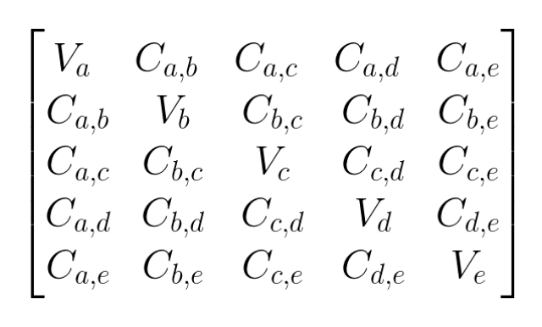 V_a C_{a,b} C_{a,c} C_{a,d} C_{a,e}
C_{a,b} V_b C_{b,c} C_{b,d} C_{b,e}
C_{a,c} C_{b,c} V_c C_{c,d} C_{c,e}
C_{a,d} C_{b,d} C_{c,d} V_d C_{d,e}
C_{a,e} C_{b,e} C_{c,e} C_{d,e} V_e